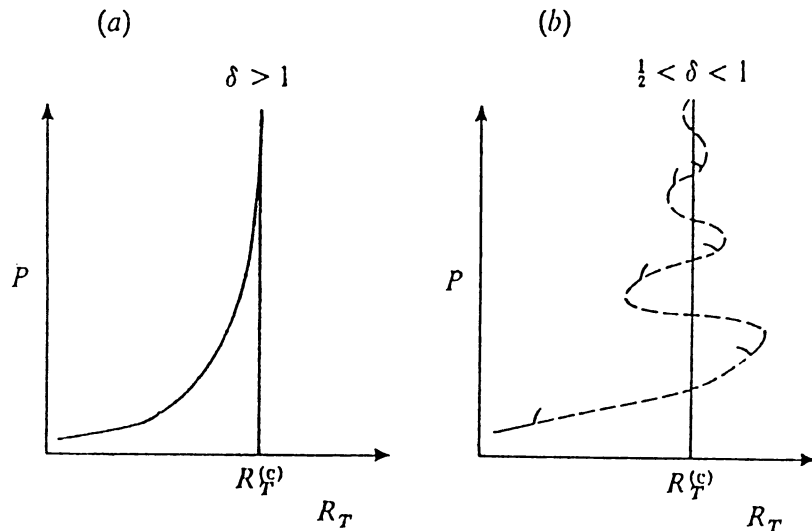 (a)
δ > 1
P
R_T^(c)
R_T
(b)
½ < δ < 1
P
R_T^(c)
R_T